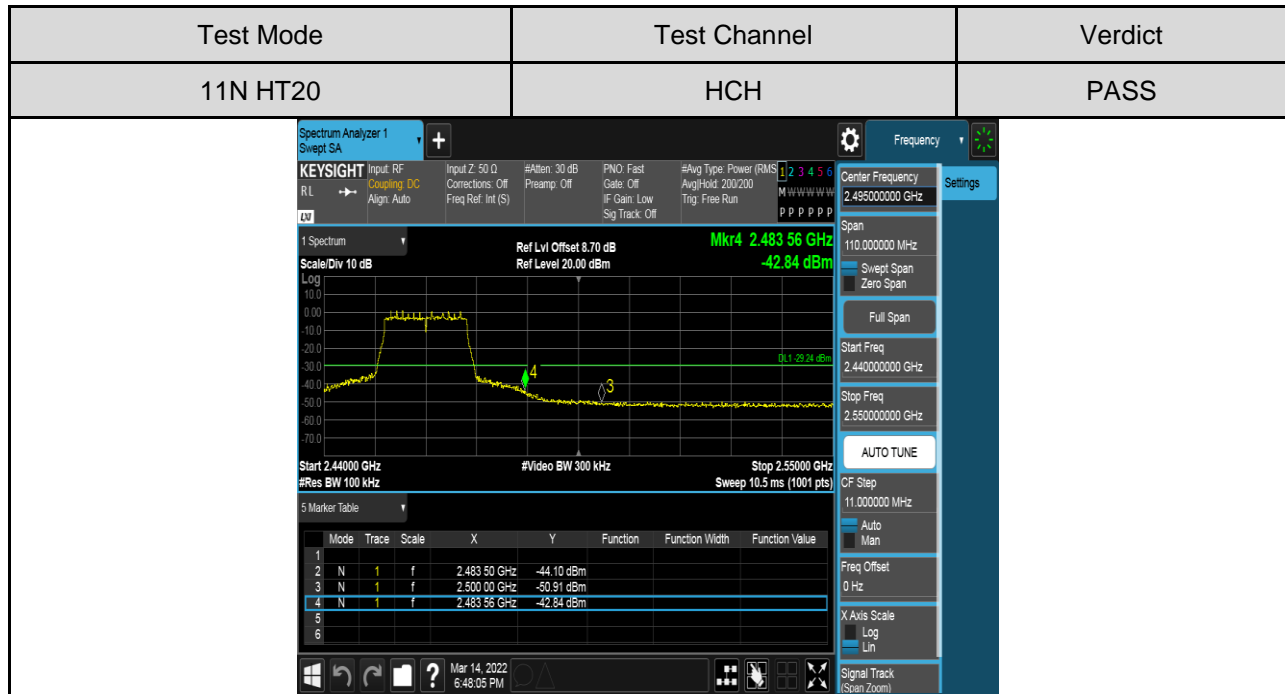 Test Mode Test Channel Verdict
11N HT20 HCH PASS
Spectrum Analyzer 1
Swept SA
+
Frequency
KEYSIGHT Input: RF Input Z: 50 Ω #Atten: 30 dB PNO: Fast #Avg Type: Power (RMS 1 2 3 4 5 6
RL Coupling: DC Corrections: Off Preamp: Off Gate: Off Avg|Hold: 200/200 M W W W W W
Align: Auto Freq Ref: Int (S) IF Gain: Low Trig: Free Run
LXI Sig Track: Off P P P P P P
Center Frequency
2.495000000 GHz
Settings
1 Spectrum Ref Lvl Offset 8.70 dB Mkr4 2.483 56 GHz
Scale/Div 10 dB Ref Level 20.00 dBm -42.84 dBm
Log
10.0
0.00
-10.0
-20.0
DL1 -29.24 dBm
-30.0
4
-40.0
3
-50.0
-60.0
-70.0
Start 2.44000 GHz #Video BW 300 kHz Stop 2.55000 GHz
#Res BW 100 kHz Sweep 10.5 ms (1001 pts)
Span
110.000000 MHz
Swept Span
Zero Span
Full Span
Start Freq
2.440000000 GHz
Stop Freq
2.550000000 GHz
AUTO TUNE
CF Step
11.000000 MHz
Auto
Man
Freq Offset
0 Hz
X Axis Scale
Log
Lin
Signal Track
(Span Zoom)
5 Marker Table
Mode Trace Scale X Y Function Function Width Function Value
1
2 N 1 f 2.483 50 GHz -44.10 dBm
3 N 1 f 2.500 00 GHz -50.91 dBm
4 N 1 f 2.483 56 GHz -42.84 dBm
5
6
? Mar 14, 2022
6:48:05 PM